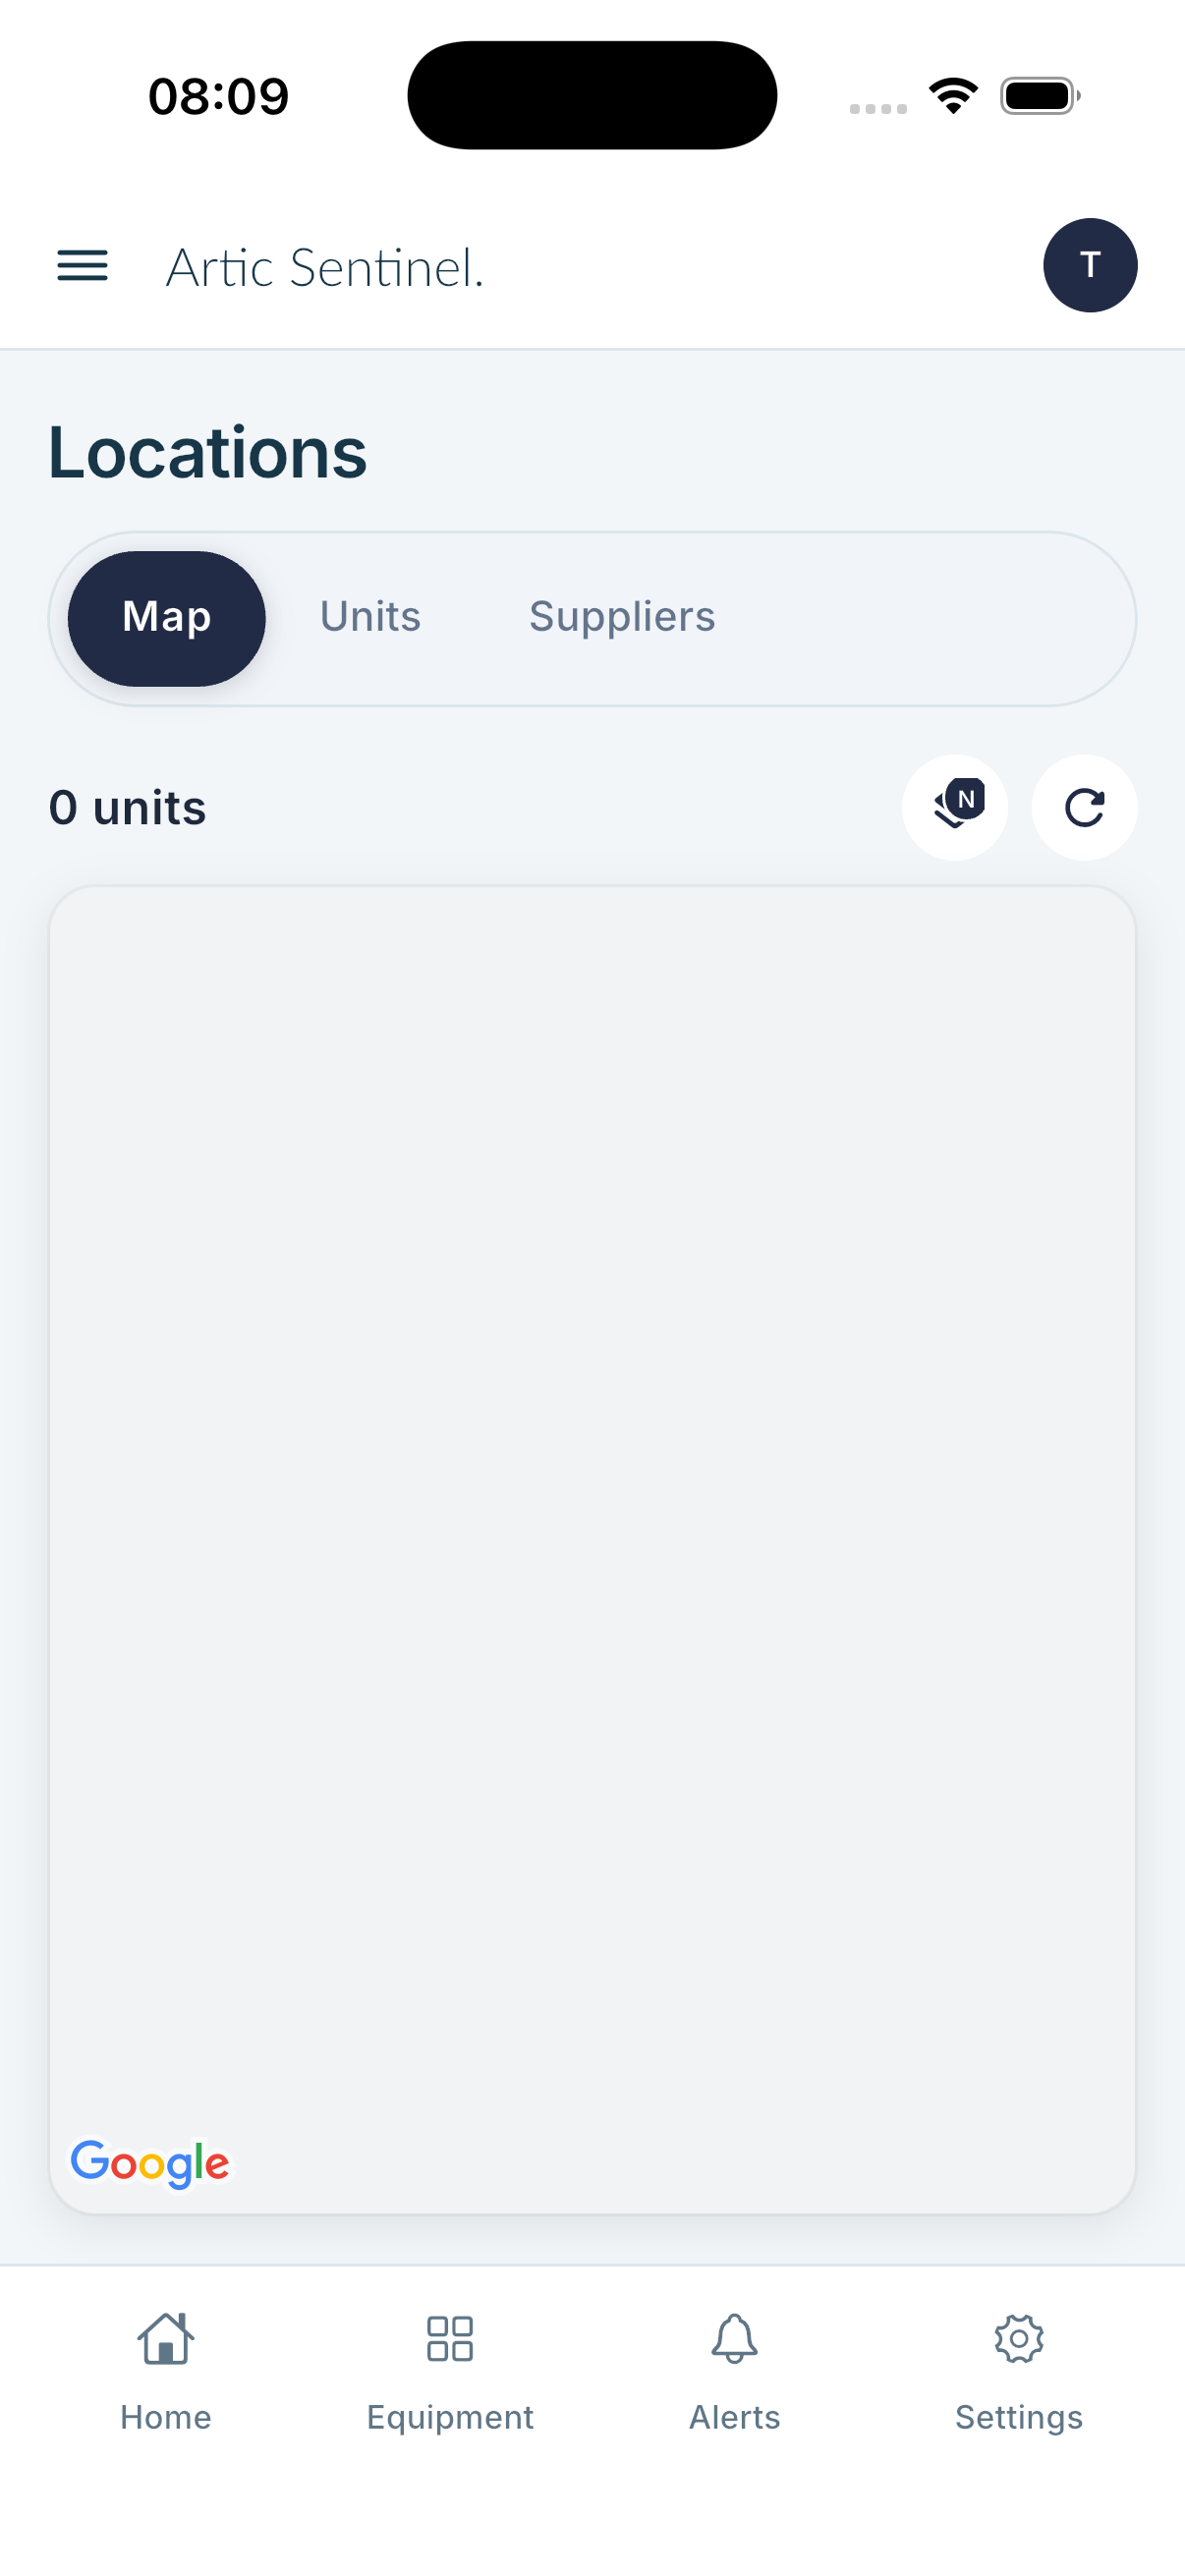 08:09
Artic Sentinel.
T
Locations
Map Units Suppliers
0 units
N
Google
Home Equipment Alerts Settings